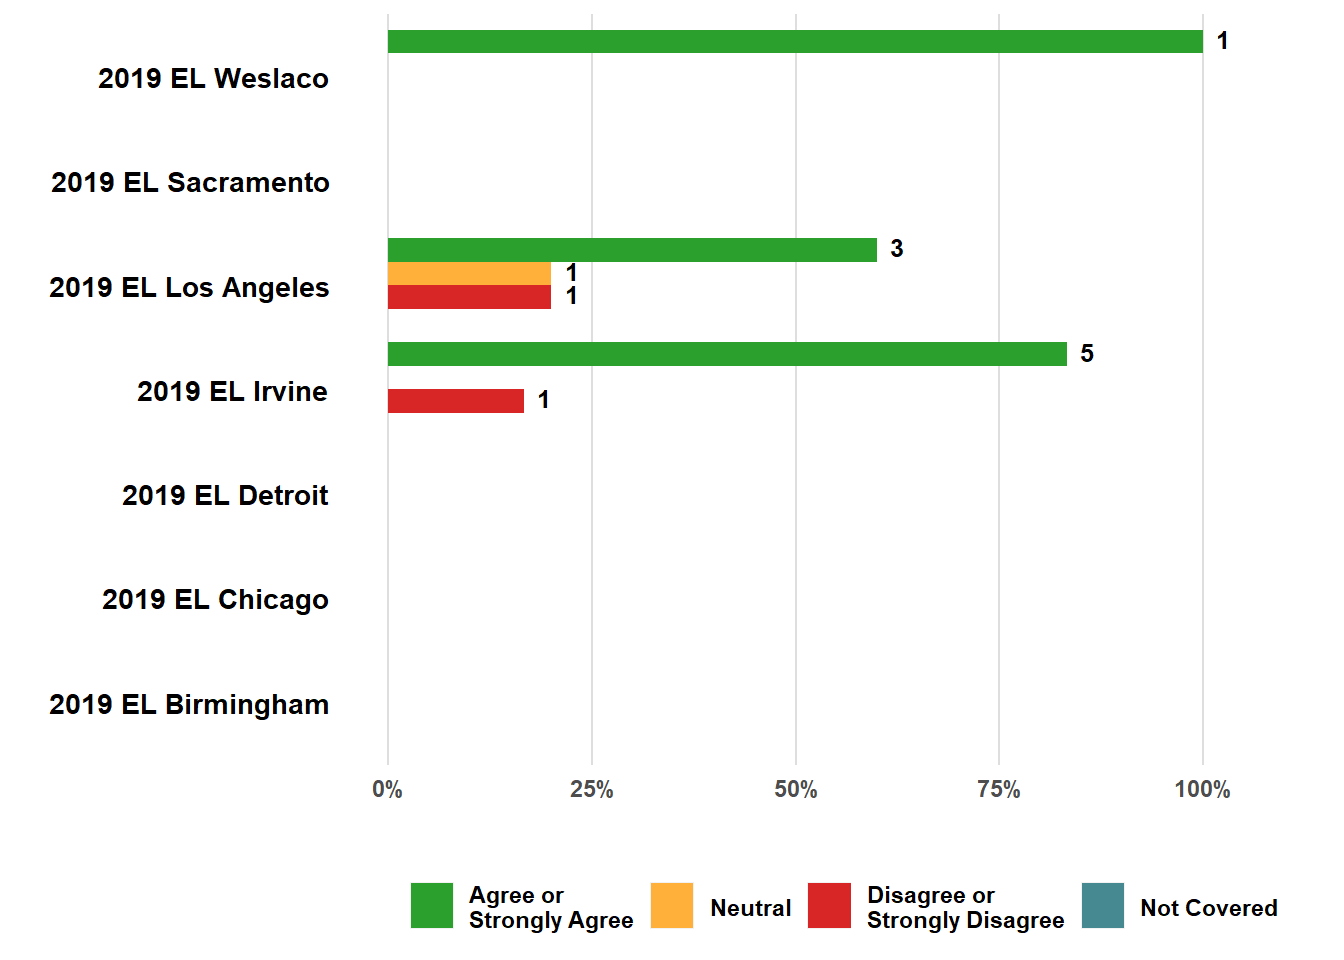 1
2019 EL Weslaco
2019 EL Sacramento
3
1
2019 EL Los Angeles
1
5
2019 EL Irvine
1
2019 EL Detroit
2019 EL Chicago
2019 EL Birmingham
0% 25% 50% 75% 100%
Agree or
Strongly Agree
Neutral
Disagree or
Strongly Disagree
Not Covered